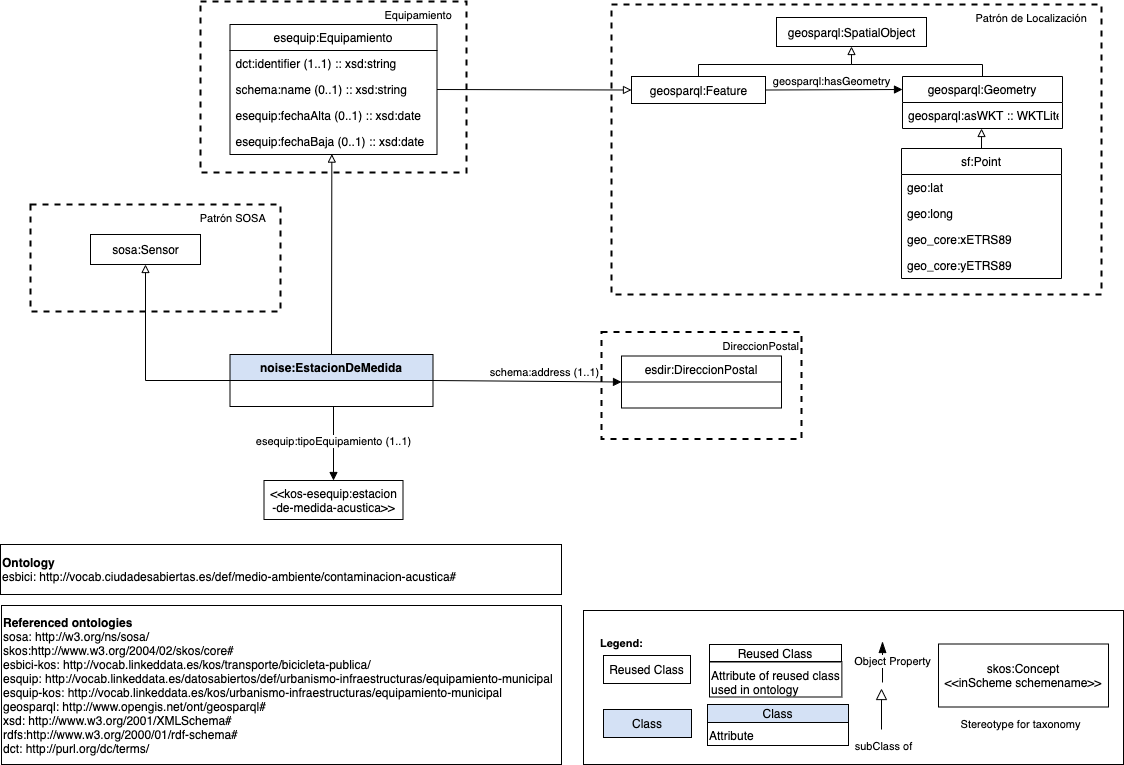 Equipamiento
esequip:Equipamiento
dct:identifier (1..1) :: xsd:string
schema:name (0..1) :: xsd:string
esequip:fechaAlta (0..1) :: xsd:date
esequip:fechaBaja (0..1) :: xsd:date
Patrón de Localización
geosparql:SpatialObject
geosparql:Feature
geosparql:hasGeometry
geosparql:Geometry
geosparql:asWKT :: WKTLite
sf:Point
geo:lat
geo:long
geo_core:xETRS89
geo_core:yETRS89
Patrón SOSA
sosa:Sensor
noise:EstacionDeMedida
schema:address (1..1)
DireccionPostal
esdir:DireccionPostal
esequip:tipoEquipamiento (1..1)
<<kos-esequip:estacion
-de-medida-acustica>>
Ontology
esbici: http://vocab.ciudadesabiertas.es/def/medio-ambiente/contaminacion-acustica#
Referenced ontologies
sosa: http://w3.org/ns/sosa/
skos:http://www.w3.org/2004/02/skos/core#
esbici-kos: http://vocab.linkeddata.es/kos/transporte/bicicleta-publica/
esquip: http://vocab.linkeddata.es/datosabiertos/def/urbanismo-infraestructuras/equipamiento-municipal
esquip-kos: http://vocab.linkeddata.es/kos/urbanismo-infraestructuras/equipamiento-municipal
geosparql: http://www.opengis.net/ont/geosparql#
xsd: http://www.w3.org/2001/XMLSchema#
rdfs:http://www.w3.org/2000/01/rdf-schema#
dct: http://purl.org/dc/terms/
Legend:
Reused Class
Class
Reused Class
Attribute of reused class
used in ontology
Class
Attribute
Object Property
subClass of
skos:Concept
<<inScheme schemename>>
Stereotype for taxonomy